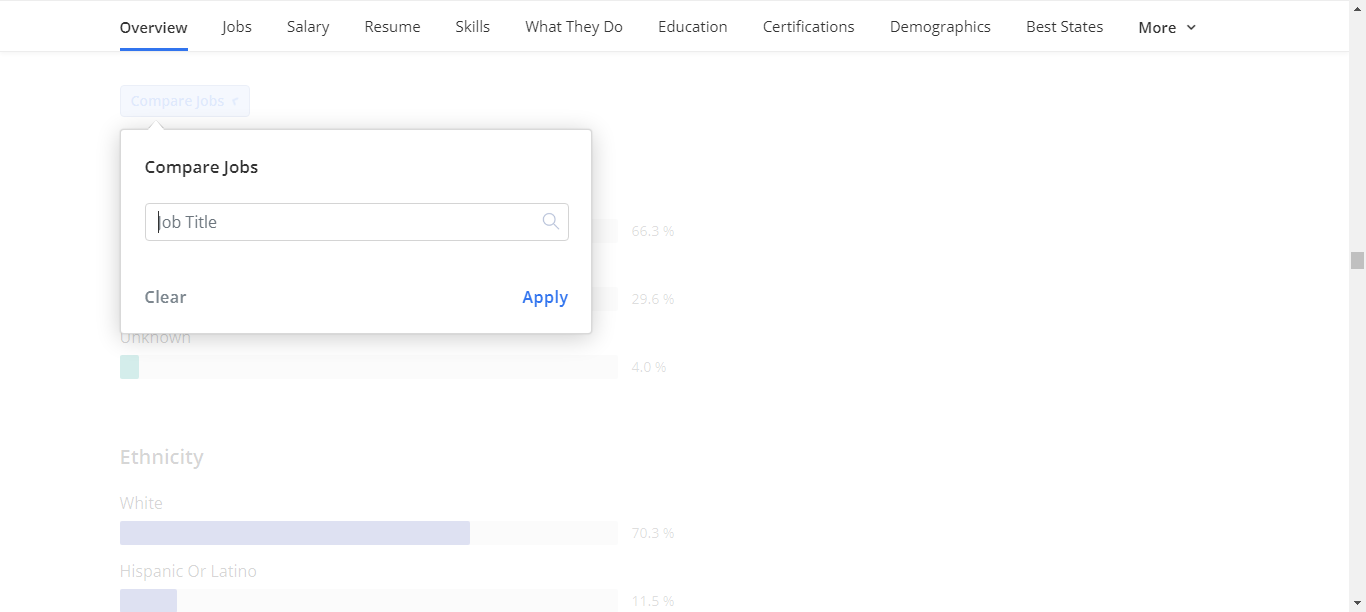 Overview Jobs Salary Resume Skills What They Do Education Certifications Demographics Best States More
Compare Jobs
Compare Jobs
Job Title
66.3 %
Clear Apply
29.6 %
Unknown
4.0 %
Ethnicity
White
70.3 %
Hispanic Or Latino
11.5 %